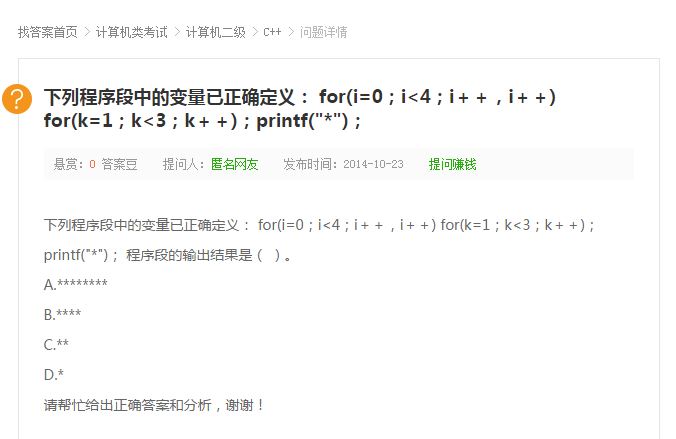 找答案首页 > 计算机类考试 > 计算机二级 > C++ > 问题详情
下列程序段中的变量已正确定义： for(i=0；i<4；i＋＋，i＋＋)
for(k=1；k<3；k＋＋)；printf("*")；
悬赏：0 答案豆 提问人：匿名网友 发布时间：2014-10-23 提问赚钱
下列程序段中的变量已正确定义： for(i=0；i<4；i＋＋，i＋＋) for(k=1；k<3；k＋＋)；
printf("*")； 程序段的输出结果是（ ）。
A.********
B.****
C.**
D.*
请帮忙给出正确答案和分析，谢谢！